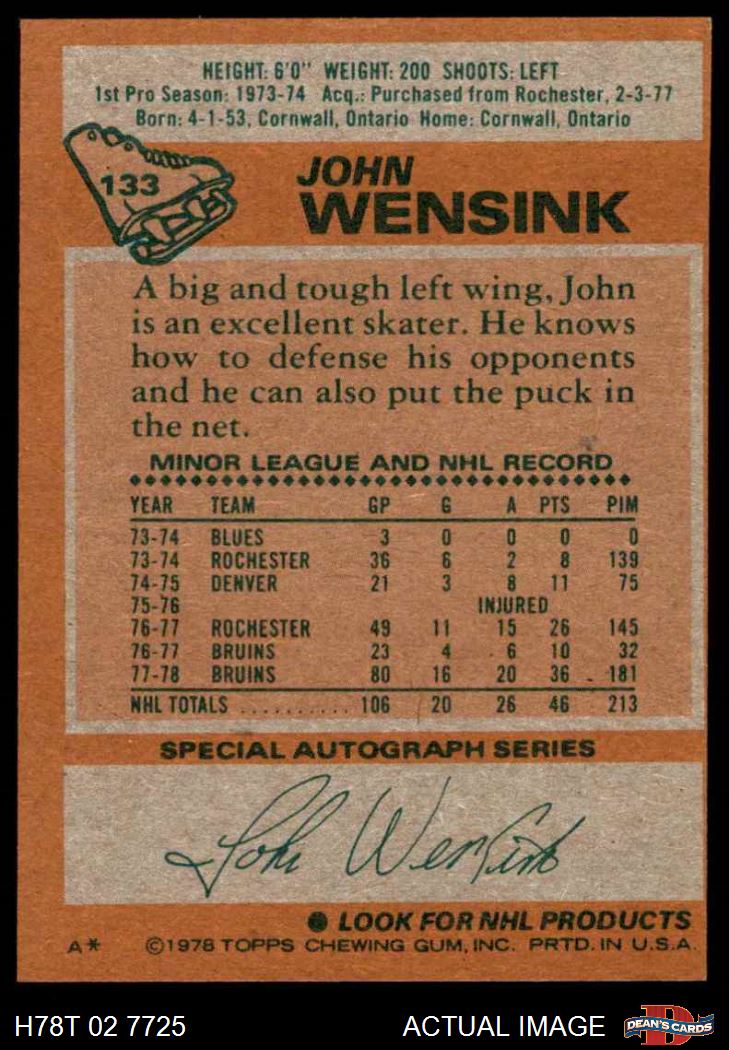 HEIGHT: 6'0" WEIGHT: 200 SHOOTS: LEFT
1st Pro Season: 1973-74 Acq.: Purchased from Rochester, 2-3-77
Born: 4-1-53, Cornwall, Ontario Home: Cornwall, Ontario
133
JOHN
WENSINK
A big and tough left wing, John
is an excellent skater. He knows
how to defense his opponents
and he can also put the puck in
the net.
MINOR LEAGUE AND NHL RECORD
YEAR TEAM GP G A PTS PIM
73-74 BLUES 3 0 0 0 0
73-74 ROCHESTER 36 6 2 8 139
74-75 DENVER 21 3 8 11 75
75-76 INJURED
76-77 ROCHESTER 49 11 15 26 145
76-77 BRUINS 23 4 6 10 32
77-78 BRUINS 80 16 20 36 181
NHL TOTALS .......... 106 20 26 46 213
SPECIAL AUTOGRAPH SERIES
John Wensink
● LOOK FOR NHL PRODUCTS
A* ©1978 TOPPS CHEWING GUM, INC. PRTD. IN U.S.A.
H78T 02 7725 ACTUAL IMAGE
D
DEAN'S CARDS